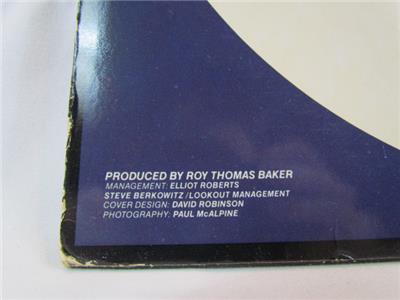 PRODUCED BY ROY THOMAS BAKER
MANAGEMENT: ELLIOT ROBERTS
STEVE BERKOWITZ/LOOKOUT MANAGEMENT
COVER DESIGN: DAVID ROBINSON
PHOTOGRAPHY: PAUL McALPINE